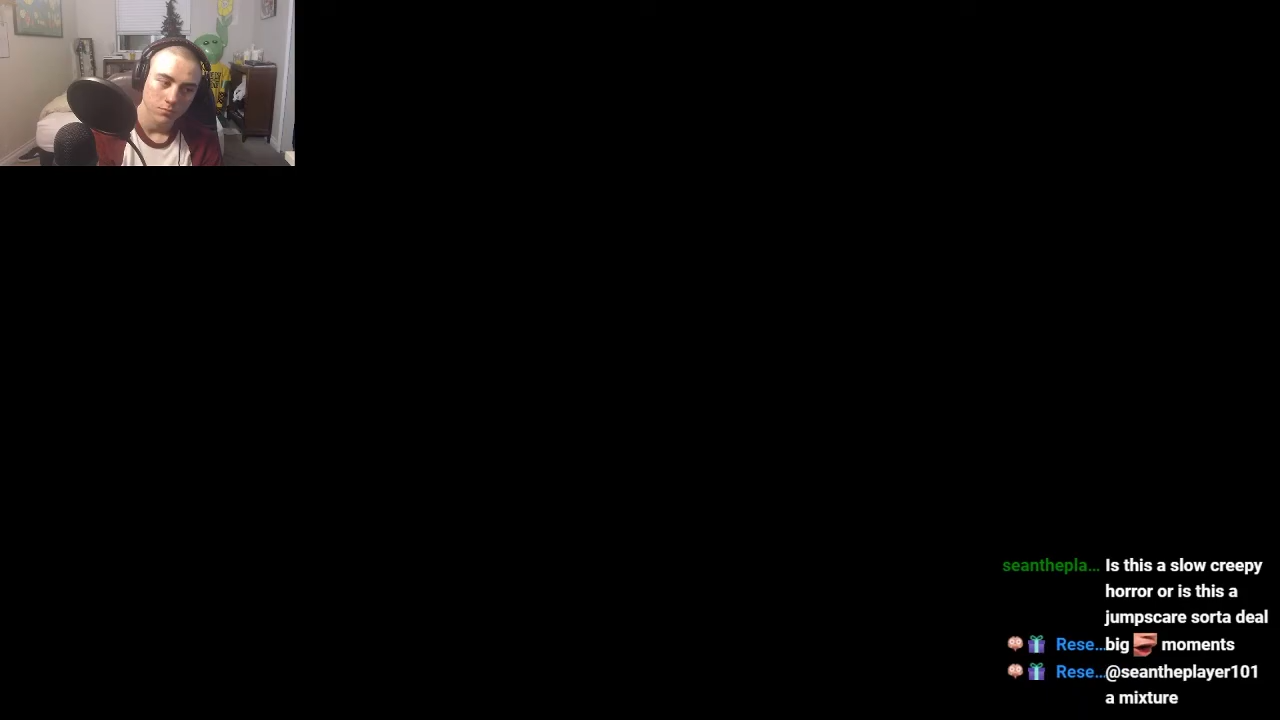 seanthepla... Is this a slow creepy
horror or is this a
jumpscare sorta deal
Rese... big moments
Rese... @seantheplayer101
a mixture